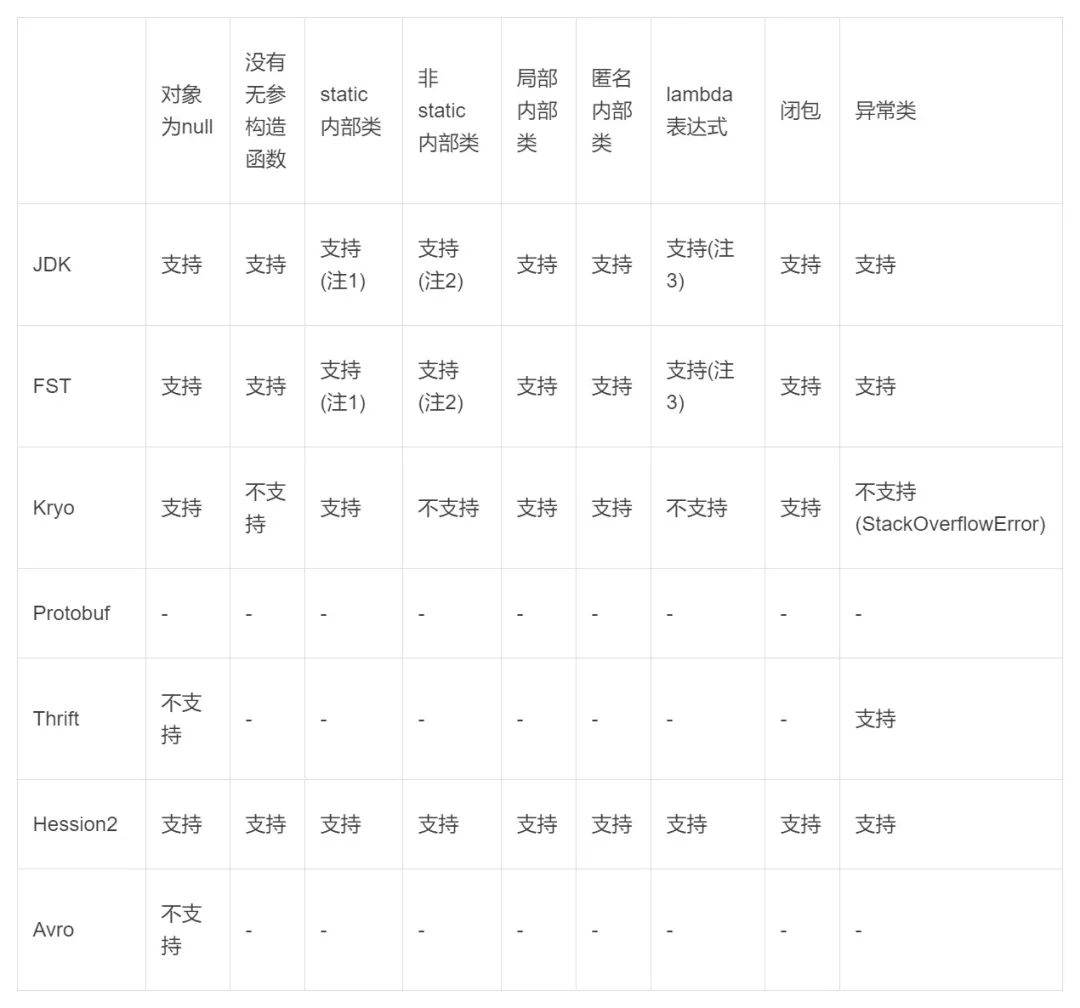 对象
为null
没有
无参
构造
函数
static
内部类
非
static
内部类
局部
内部
类
匿名
内部
类
lambda
表达式
闭包
异常类
JDK
支持
支持
支持
(注1)
支持
(注2)
支持
支持
支持(注
3)
支持
支持
FST
支持
支持
支持
(注1)
支持
(注2)
支持
支持
支持(注
3)
支持
支持
Kryo
支持
不支
持
支持
不支持
支持
支持
不支持
支持
不支持
(StackOverflowError)
Protobuf
-
-
-
-
-
-
-
-
-
Thrift
不支
持
-
-
-
-
-
-
-
支持
Hession2
支持
支持
支持
支持
支持
支持
支持
支持
支持
Avro
不支
持
-
-
-
-
-
-
-
-